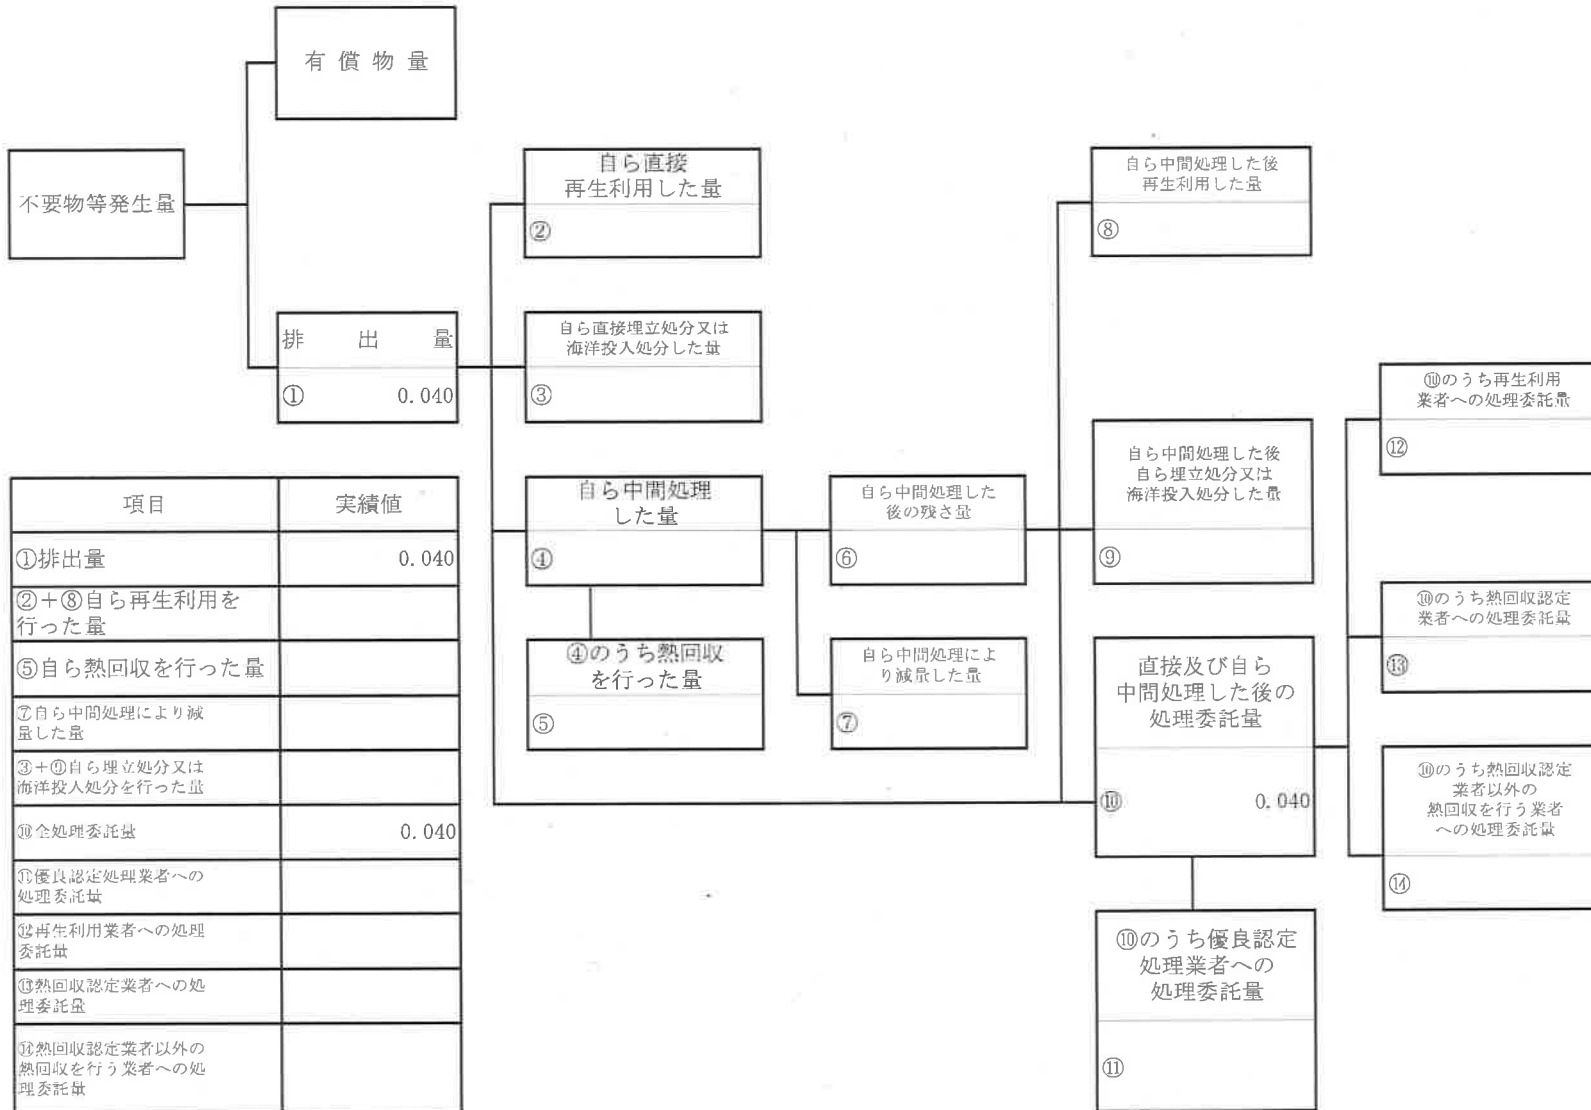 有償物量
不要物等発生量
排出量
① 0.040
自ら直接
再生利用した量
②
自ら直接埋立処分又は
海洋投入処分した量
③
自ら中間処理
した量
④
④のうち熱回収
を行った量
⑤
自ら中間処理した
後の残さ量
⑥
自ら中間処理によ
り減量した量
⑦
自ら中間処理した後
再生利用した量
⑧
自ら中間処理した後
自ら埋立処分又は
海洋投入処分した量
⑨
直接及び自ら
中間処理した後の
処理委託量
⑩ 0.040
⑩のうち優良認定
処理業者への
処理委託量
⑪
⑩のうち再生利用
業者への処理委託量
⑫
⑩のうち熱回収認定
業者への処理委託量
⑬
⑩のうち熱回収認定
業者以外の
熱回収を行う業者
への処理委託量
⑭
項目 実績値
①排出量 0.040
②+⑧自ら再生利用を
行った量
⑤自ら熱回収を行った量
⑦自ら中間処理により減
量した量
③+⑨自ら埋立処分又は
海洋投入処分を行った量
⑩全処理委託量 0.040
⑪優良認定処理業者への
処理委託量
⑫再生利用業者への処理
委託量
⑬熱回収認定業者への処
理委託量
⑭熱回収認定業者以外の
熱回収を行う業者への処
理委託量